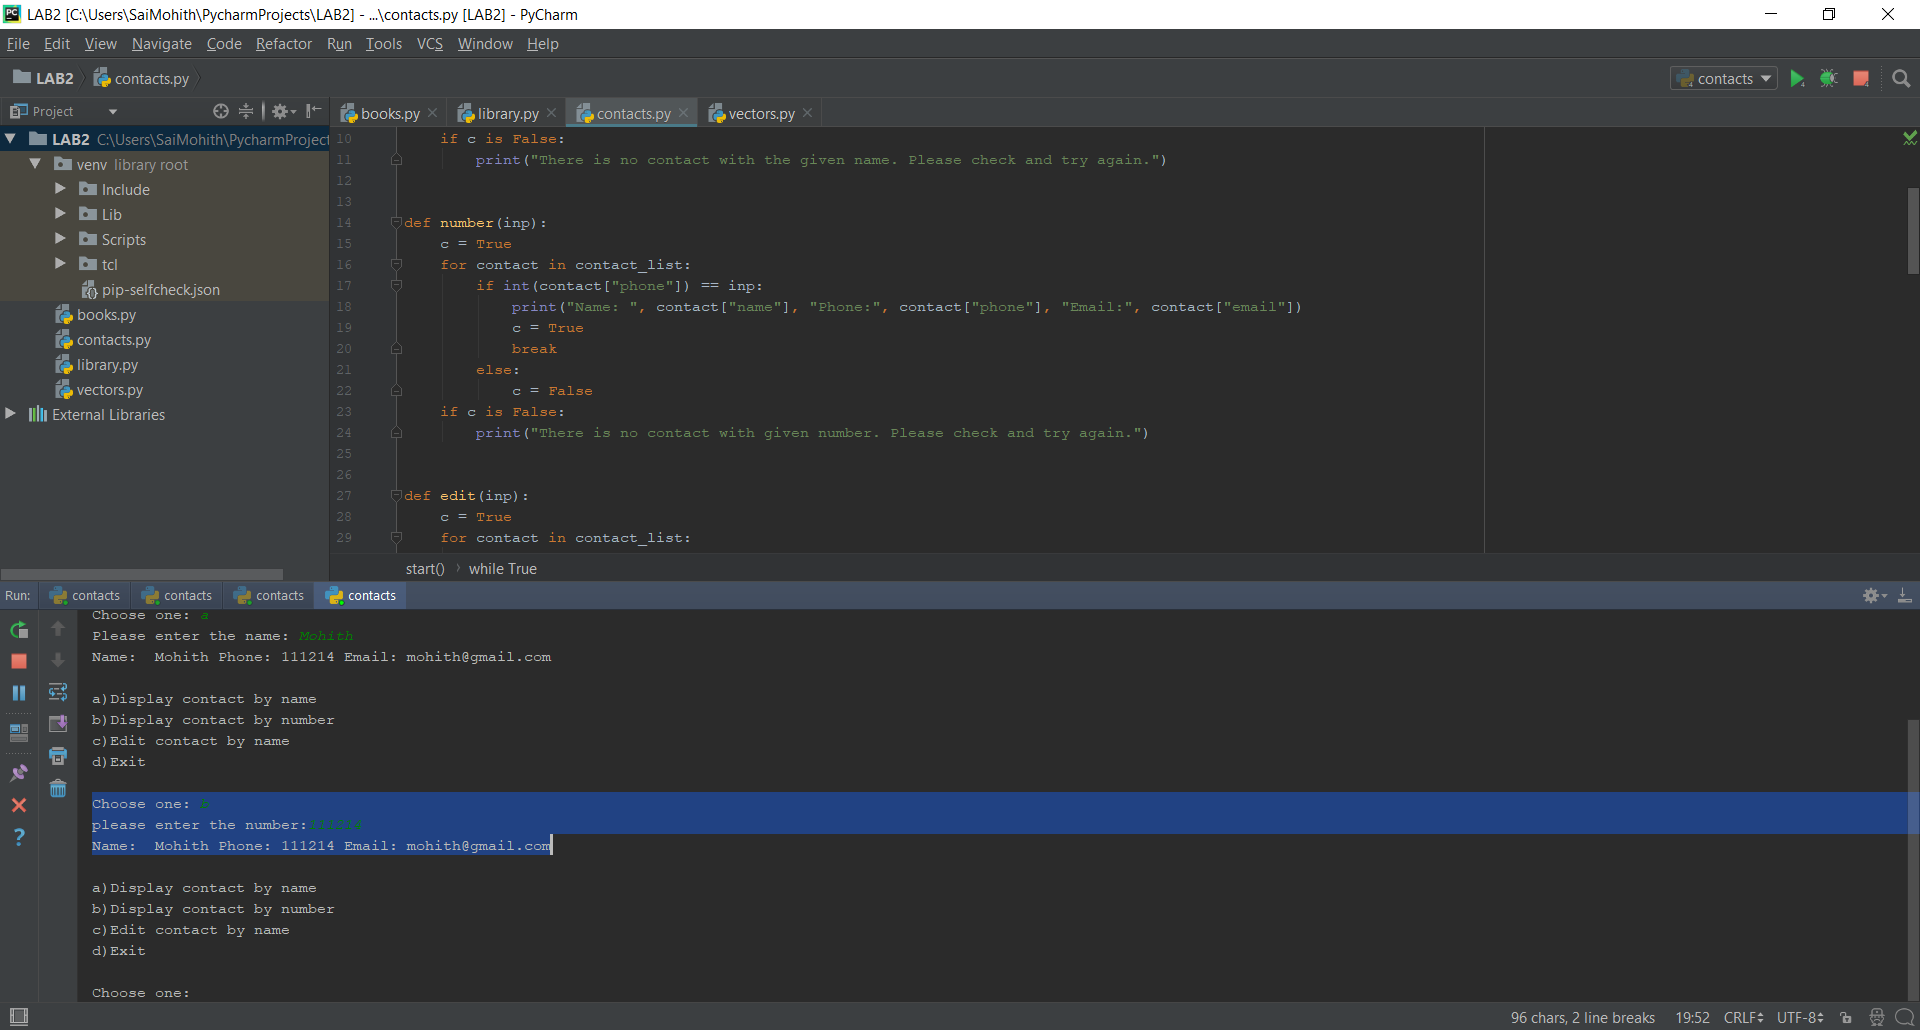 LAB2 [C:\Users\SaiMohith\PycharmProjects\LAB2] - ...\contacts.py [LAB2] - PyCharm
File Edit View Navigate Code Refactor Run Tools VCS Window Help
LAB2 contacts.py contacts
Project
books.py library.py contacts.py vectors.py
LAB2 C:\Users\SaiMohith\PycharmProject
venv library root
Include
Lib
Scripts
tcl
pip-selfcheck.json
books.py
contacts.py
library.py
vectors.py
External Libraries
10     if c is False:
11         print("There is no contact with the given name. Please check and try again.")
12
13
14 def number(inp):
15     c = True
16     for contact in contact_list:
17         if int(contact["phone"]) == inp:
18             print("Name: ", contact["name"], "Phone:", contact["phone"], "Email:", contact["email"])
19             c = True
20             break
21         else:
22             c = False
23     if c is False:
24         print("There is no contact with given number. Please check and try again.")
25
26
27 def edit(inp):
28     c = True
29     for contact in contact_list:
start() while True
Run: contacts contacts contacts contacts
Choose one: a
Please enter the name: Mohith
Name:  Mohith Phone: 111214 Email: mohith@gmail.com
a)Display contact by name
b)Display contact by number
c)Edit contact by name
d)Exit
Choose one: b
please enter the number:111214
Name:  Mohith Phone: 111214 Email: mohith@gmail.com
a)Display contact by name
b)Display contact by number
c)Edit contact by name
d)Exit
Choose one:
96 chars, 2 line breaks 19:52 CRLF UTF-8